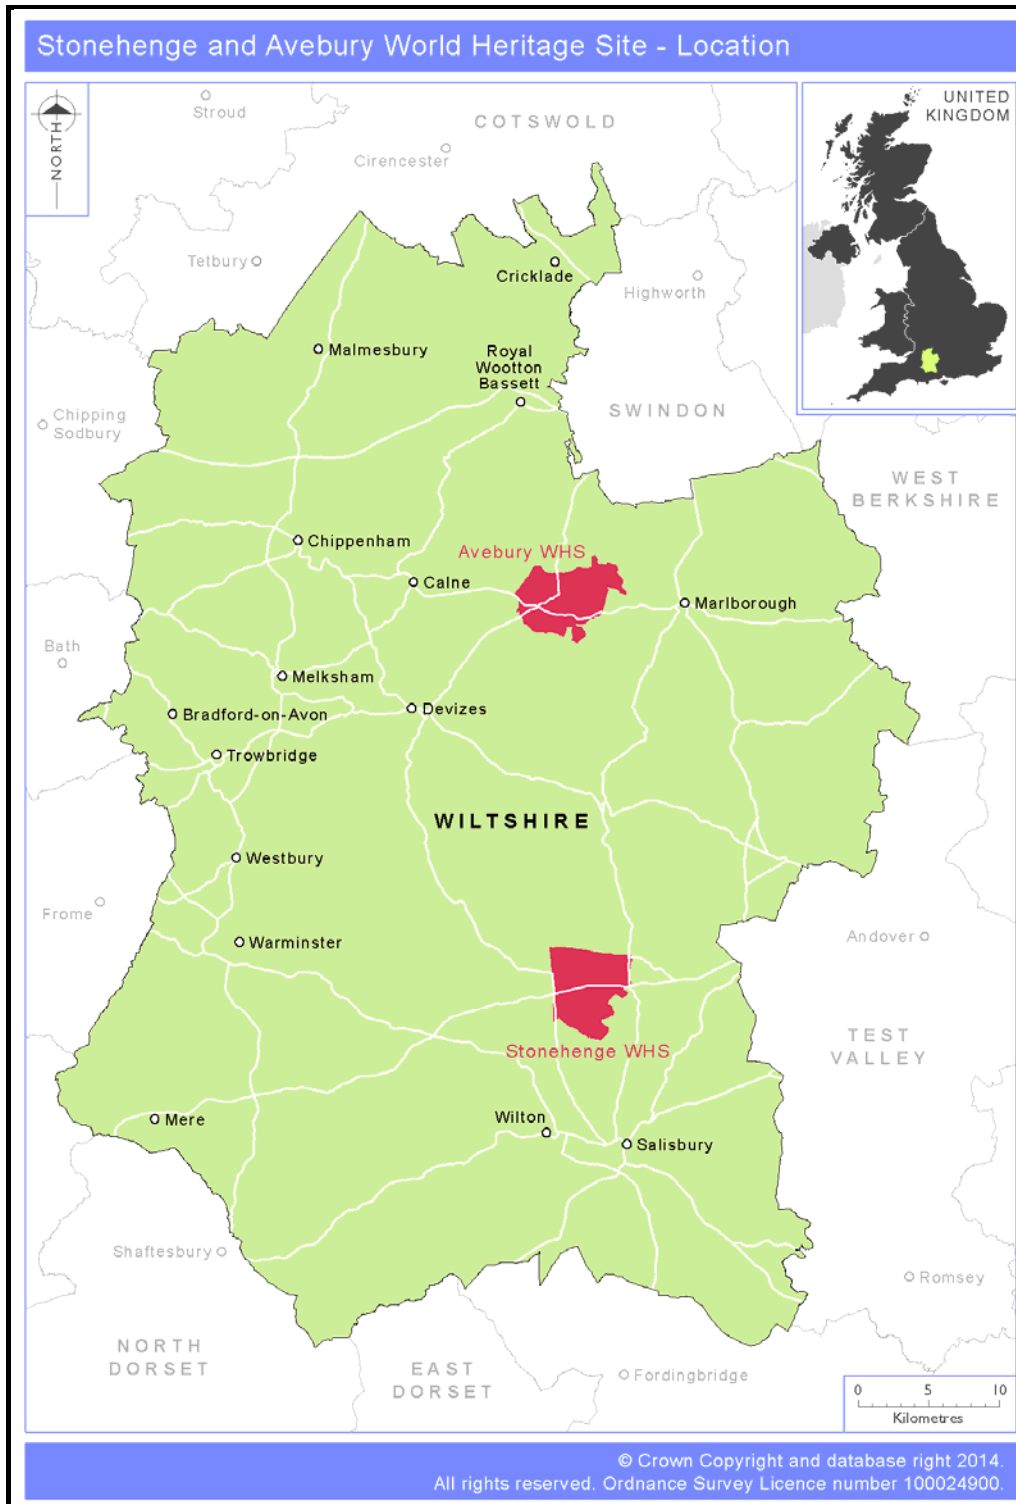 Stonehenge and Avebury World Heritage Site - Location
NORTH
UNITED
KINGDOM
Stroud
COTSWOLD
Cirencester
Tetbury
Cricklade
Highworth
Malmesbury
Royal
Wootton
Bassett
Chipping
Sodbury
SWINDON
WEST
BERKSHIRE
Chippenham
Avebury WHS
Calne
Marlborough
Bath
Melksham
Devizes
Bradford-on-Avon
Trowbridge
WILTSHIRE
Westbury
Frome
Warminster
Andover
Stonehenge WHS
TEST
VALLEY
Mere
Wilton
Salisbury
Shaftesbury
Romsey
NORTH
DORSET
EAST
DORSET
Fordingbridge
0 5 10
Kilometres
© Crown Copyright and database right 2014.
All rights reserved. Ordnance Survey Licence number 100024900.